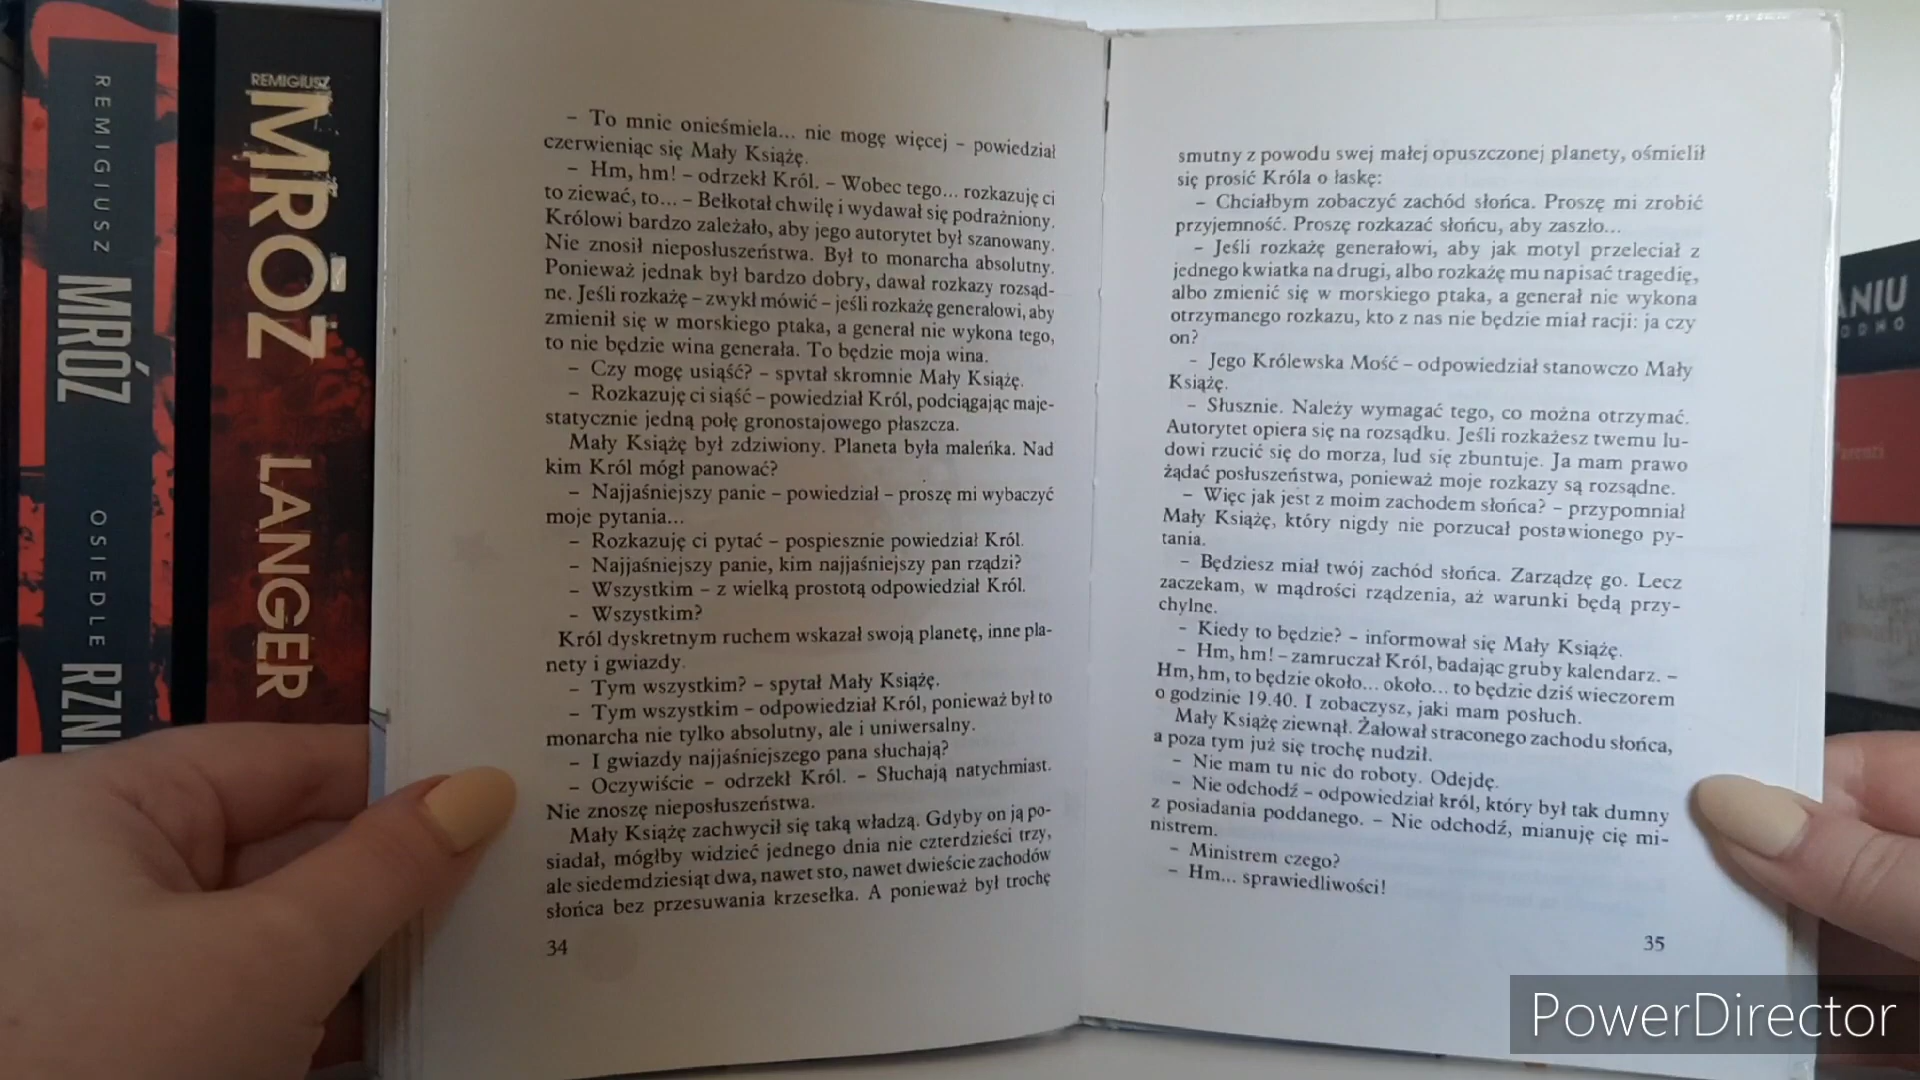 REMIGIUSZ
MRÓZ
OSIEDLE
REMIGIUSZ
MRÓZ
LANGER
– To mnie onieśmiela... nie mogę więcej – powiedział
czerwieniąc się Mały Książę.
– Hm, hm! – odrzekł Król. – Wobec tego... rozkazuję ci
to ziewać, to... – Bełkotał chwilę i wydawał się podrażniony.
Królowi bardzo zależało, aby jego autorytet był szanowany.
Nie znosił nieposłuszeństwa. Był to monarcha absolutny.
Ponieważ jednak był bardzo dobry, dawał rozkazy rozsąd-
ne. Jeśli rozkażę – zwykł mówić – jeśli rozkażę generałowi, aby
zmienił się w morskiego ptaka, a generał nie wykona tego,
to nie będzie wina generała. To będzie moja wina.
– Czy mogę usiąść? – spytał skromnie Mały Książę.
– Rozkazuję ci siąść – powiedział Król, podciągając maje-
statycznie jedną połę gronostajowego płaszcza.
Mały Książę był zdziwiony. Planeta była maleńka. Nad
kim Król mógł panować?
– Najjaśniejszy panie – powiedział – proszę mi wybaczyć
moje pytania...
– Rozkazuję ci pytać – pospiesznie powiedział Król.
– Najjaśniejszy panie, kim najjaśniejszy pan rządzi?
– Wszystkim – z wielką prostotą odpowiedział Król.
– Wszystkim?
Król dyskretnym ruchem wskazał swoją planetę, inne pla-
nety i gwiazdy.
– Tym wszystkim? – spytał Mały Książę.
– Tym wszystkim – odpowiedział Król, ponieważ był to
monarcha nie tylko absolutny, ale i uniwersalny.
– I gwiazdy najjaśniejszego pana słuchają?
– Oczywiście – odrzekł Król. – Słuchają natychmiast.
Nie znoszę nieposłuszeństwa.
Mały Książę zachwycił się taką władzą. Gdyby on ją po-
siadał, mógłby widzieć jednego dnia nie czterdzieści trzy,
ale siedemdziesiąt dwa, nawet sto, nawet dwieście zachodów
słońca bez przesuwania krzesełka. A ponieważ był trochę
34
smutny z powodu swej małej opuszczonej planety, ośmielił
się prosić Króla o łaskę:
– Chciałbym zobaczyć zachód słońca. Proszę mi zrobić
przyjemność. Proszę rozkazać słońcu, aby zaszło...
– Jeśli rozkażę generałowi, aby jak motyl przeleciał z
jednego kwiatka na drugi, albo rozkażę mu napisać tragedię,
albo zmienić się w morskiego ptaka, a generał nie wykona
otrzymanego rozkazu, kto z nas nie będzie miał racji: ja czy
on?
– Jego Królewska Mość – odpowiedział stanowczo Mały
Książę.
– Słusznie. Należy wymagać tego, co można otrzymać.
Autorytet opiera się na rozsądku. Jeśli rozkażesz twemu lu-
dowi rzucić się do morza, lud się zbuntuje. Ja mam prawo
żądać posłuszeństwa, ponieważ moje rozkazy są rozsądne.
– Więc jak jest z moim zachodem słońca? – przypomniał
Mały Książę, który nigdy nie porzucał postawionego py-
tania.
– Będziesz miał twój zachód słońca. Zarządzę go. Lecz
zaczekam, w mądrości rządzenia, aż warunki będą przy-
chylne.
– Kiedy to będzie? – informował się Mały Książę.
– Hm, hm! – zamruczał Król, badając gruby kalendarz. –
Hm, hm, to będzie około... około... to będzie dziś wieczorem
o godzinie 19.40. I zobaczysz, jaki mam posłuch.
Mały Książę ziewnął. Żałował straconego zachodu słońca,
a poza tym już się trochę nudził.
– Nie mam tu nic do roboty. Odejdę.
– Nie odchodź – odpowiedział król, który był tak dumny
z posiadania poddanego. – Nie odchodź, mianuję cię mi-
nistrem.
– Ministrem czego?
– Hm... sprawiedliwości!
35
PowerDirector